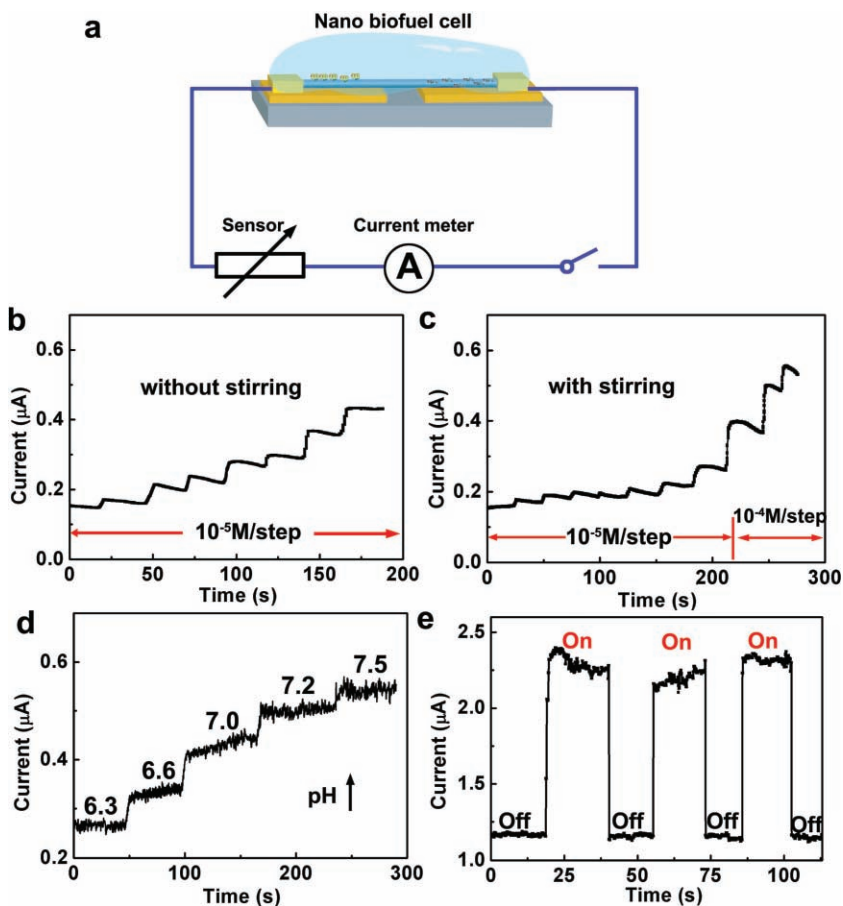 a
Nano biofuel cell
Sensor
Current meter
A
b
Current (μA)
0.6
0.4
0.2
0.0
without stirring
10⁻⁵M/step
0 50 100 150 200
Time (s)
c
Current (μA)
0.6
0.4
0.2
0.0
with stirring
10⁻⁵M/step
10⁻⁴M/step
0 100 200 300
Time (s)
d
Current (μA)
0.6
0.4
0.2
6.3
6.6
7.0
7.2
7.5
pH
0 100 200 300
Time (s)
e
Current (μA)
2.5
2.0
1.5
1.0
On On On
Off Off Off Off
25 50 75 100
Time (s)